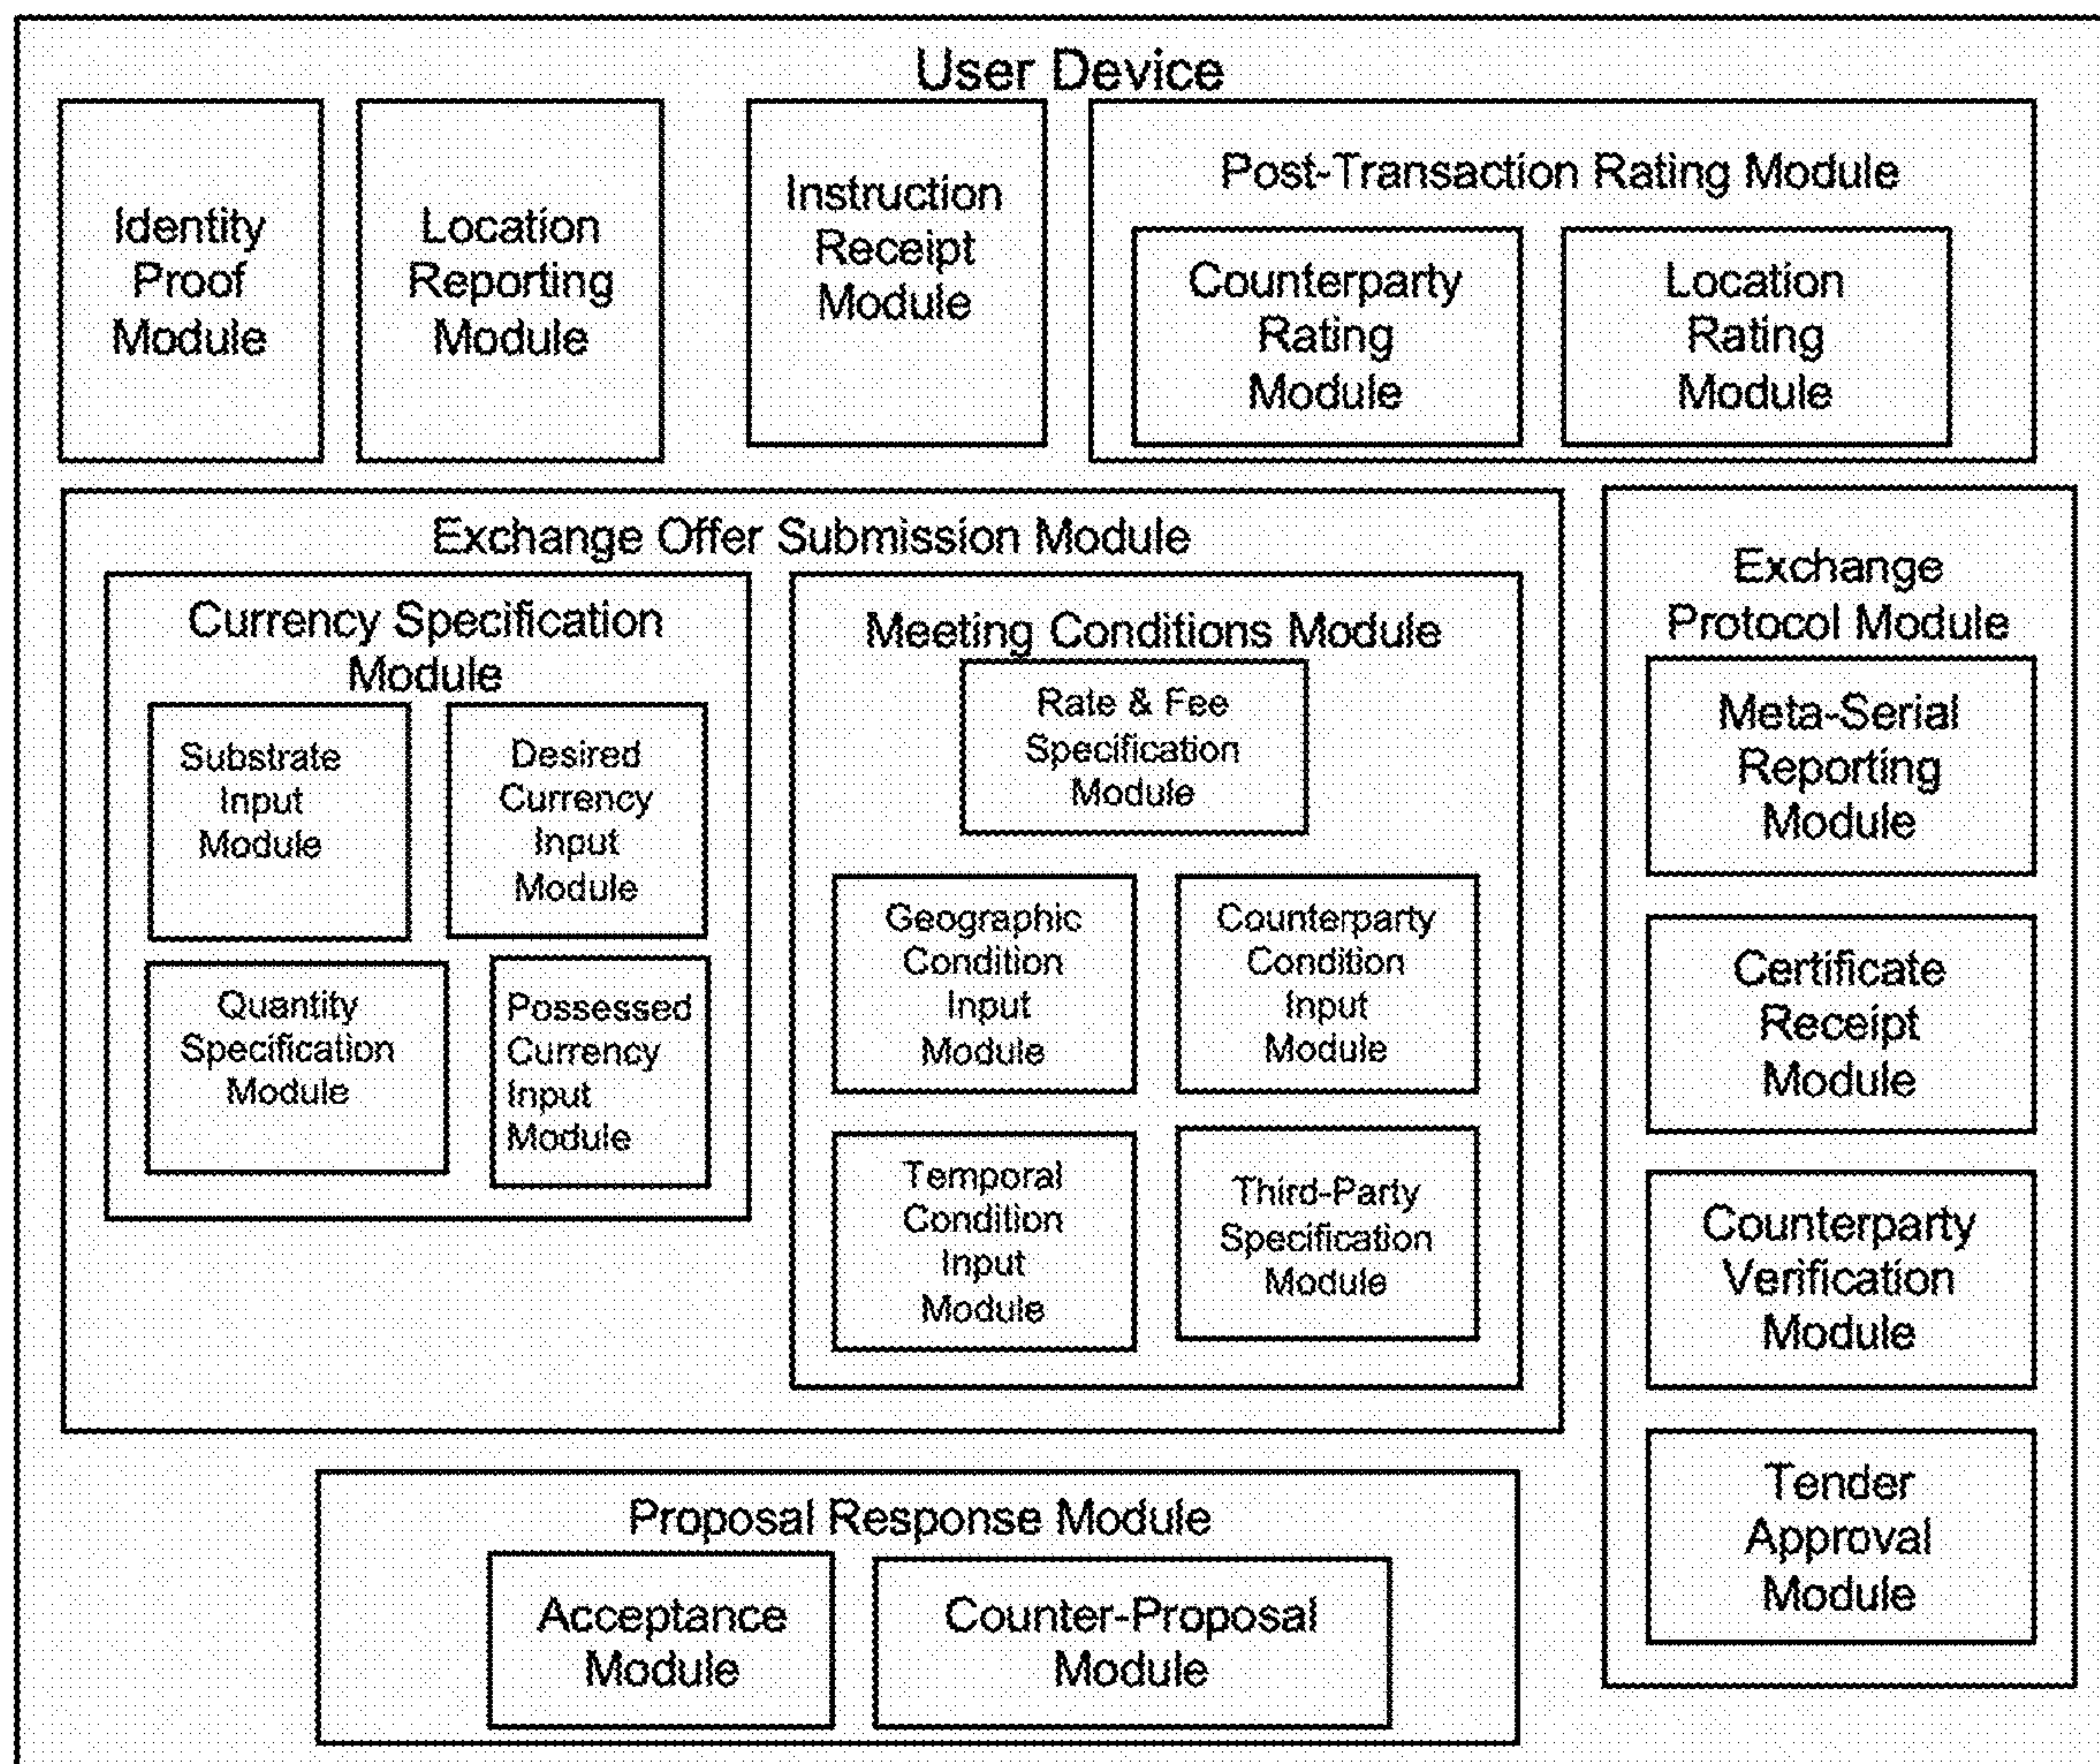 User Device
Identity
Proof
Module
Location
Reporting
Module
Instruction
Receipt
Module
Post-Transaction Rating Module
Counterparty
Rating
Module
Location
Rating
Module
Exchange Offer Submission Module
Currency Specification
Module
Substrate
Input
Module
Desired
Currency
Input
Module
Quantity
Specification
Module
Possessed
Currency
Input
Module
Meeting Conditions Module
Rate & Fee
Specification
Module
Geographic
Condition
Input
Module
Counterparty
Condition
Input
Module
Temporal
Condition
Input
Module
Third-Party
Specification
Module
Exchange
Protocol Module
Meta-Serial
Reporting
Module
Certificate
Receipt
Module
Counterparty
Verification
Module
Tender
Approval
Module
Proposal Response Module
Acceptance
Module
Counter-Proposal
Module